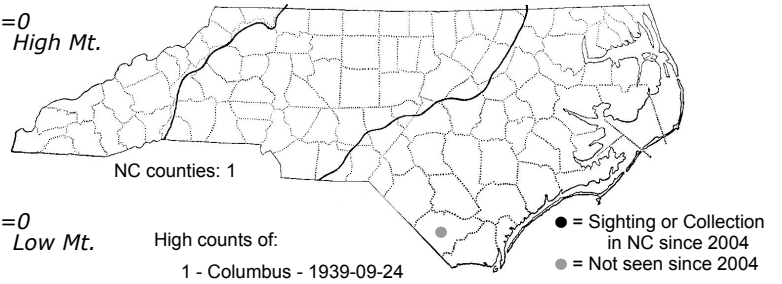 =0
High Mt.
NC counties: 1
=0
Low Mt.
High counts of:
1 - Columbus - 1939-09-24
● = Sighting or Collection
in NC since 2004
● = Not seen since 2004